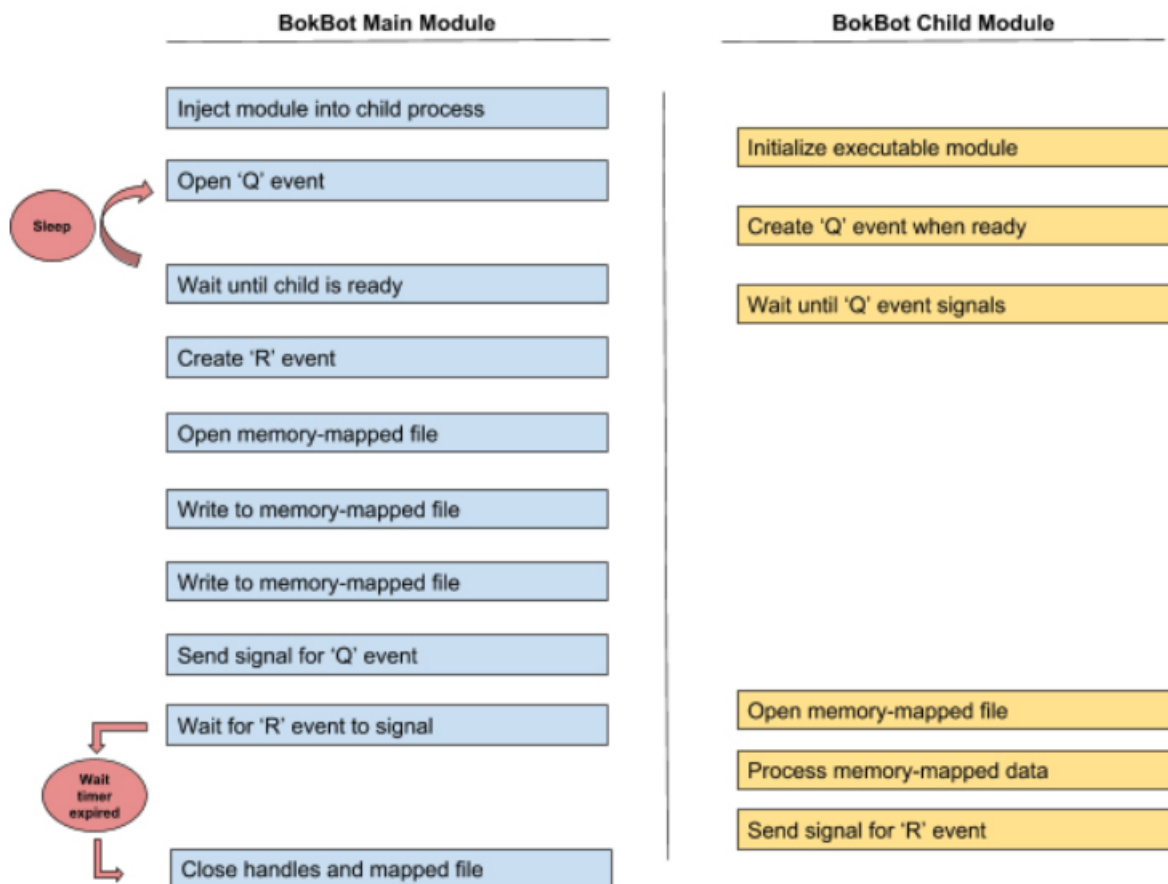 BokBot Main Module
BokBot Child Module
Inject module into child process
Initialize executable module
Open ‘Q’ event
Sleep
Create ‘Q’ event when ready
Wait until child is ready
Wait until ‘Q’ event signals
Create ‘R’ event
Open memory-mapped file
Write to memory-mapped file
Write to memory-mapped file
Send signal for ‘Q’ event
Wait for ‘R’ event to signal
Open memory-mapped file
Wait
timer
expired
Process memory-mapped data
Send signal for ‘R’ event
Close handles and mapped file